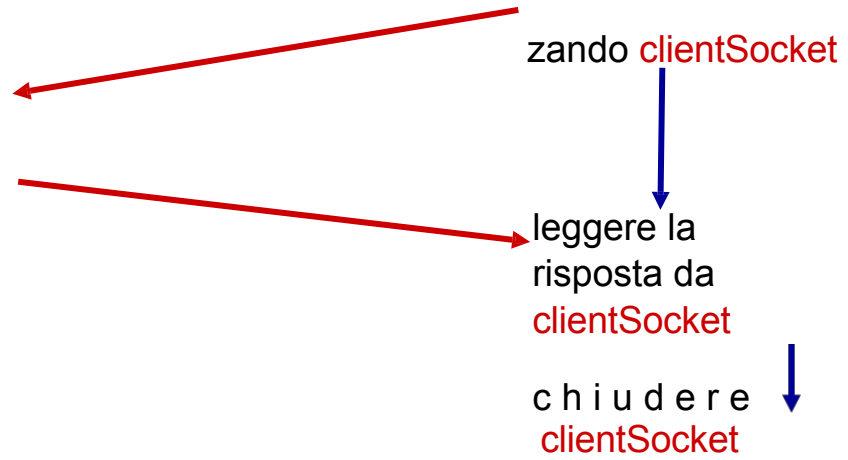 zando clientSocket
leggere la
risposta da
clientSocket
c h i u d e r e
clientSocket